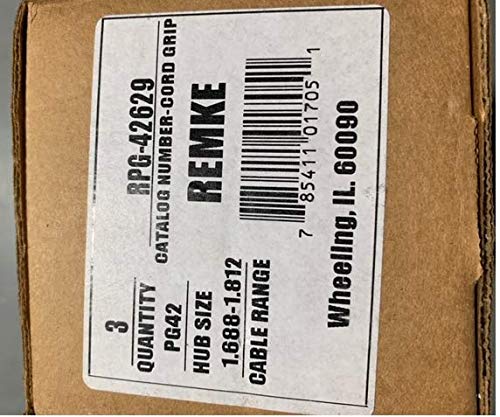 3
QUANTITY
RPG-42629
CATALOG NUMBER-CORD GRIP
PG42
HUB SIZE
REMKE
1.688-1.812
CABLE RANGE
7 85411 01705 1
Wheeling, IL. 60090